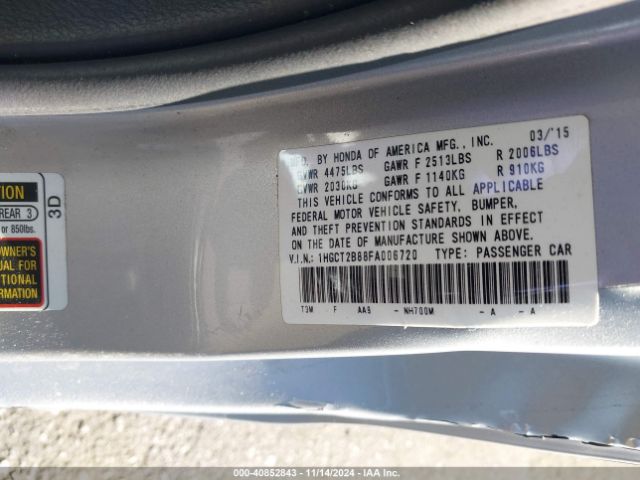 MFD. BY HONDA OF AMERICA MFG., INC. 03/'15
GVWR 4475LBS GAWR F 2513LBS R 2006LBS
GVWR 2030KG GAWR F 1140KG R 910KG
THIS VEHICLE CONFORMS TO ALL APPLICABLE
FEDERAL MOTOR VEHICLE SAFETY, BUMPER,
AND THEFT PREVENTION STANDARDS IN EFFECT
ON THE DATE OF MANUFACTURE SHOWN ABOVE.
V.I.N.: 1HGCT2B88FA006720 TYPE: PASSENGER CAR
T3M F AAB - NH700M - A - A
TION
REAR 3
or 850lbs.
OWNER'S
UAL FOR
TIONAL
RMATION
3D
000-40852843 - 11/14/2024 - IAA Inc.